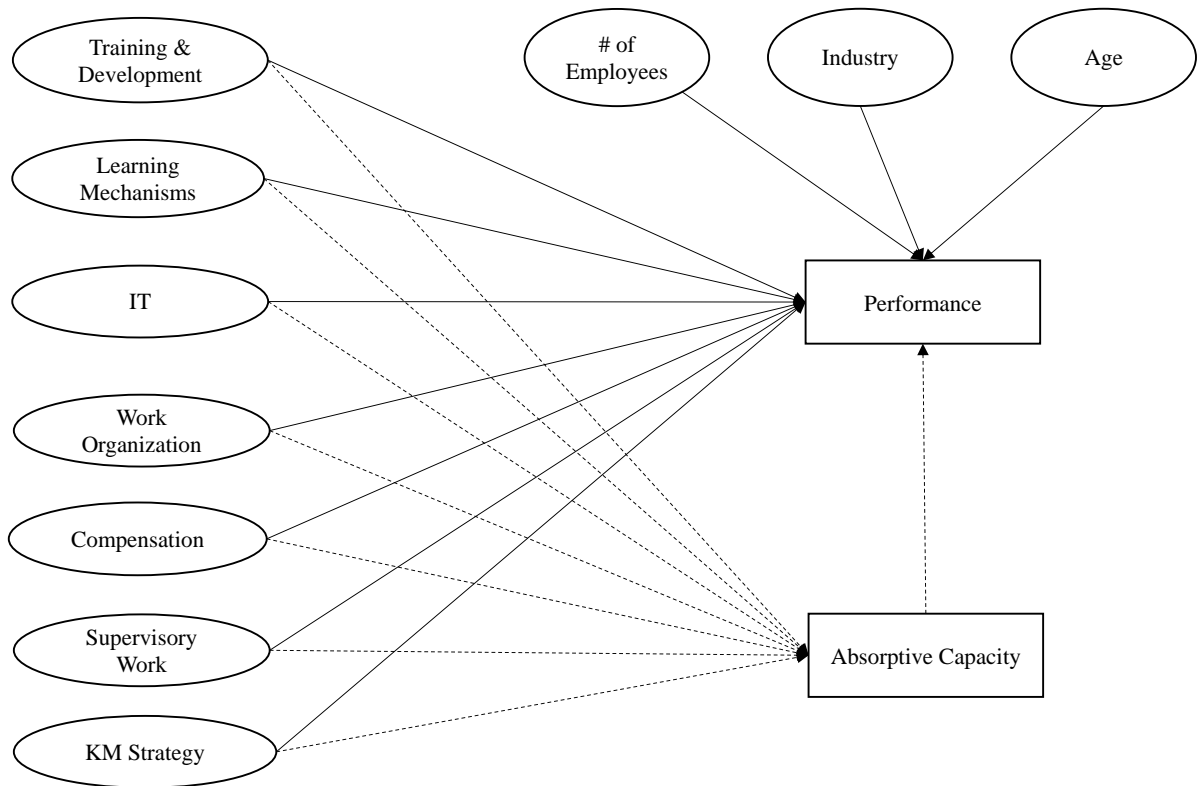 Training &
Development
# of
Employees
Industry
Age
Learning
Mechanisms
IT
Performance
Work
Organization
Compensation
Supervisory
Work
Absorptive Capacity
KM Strategy